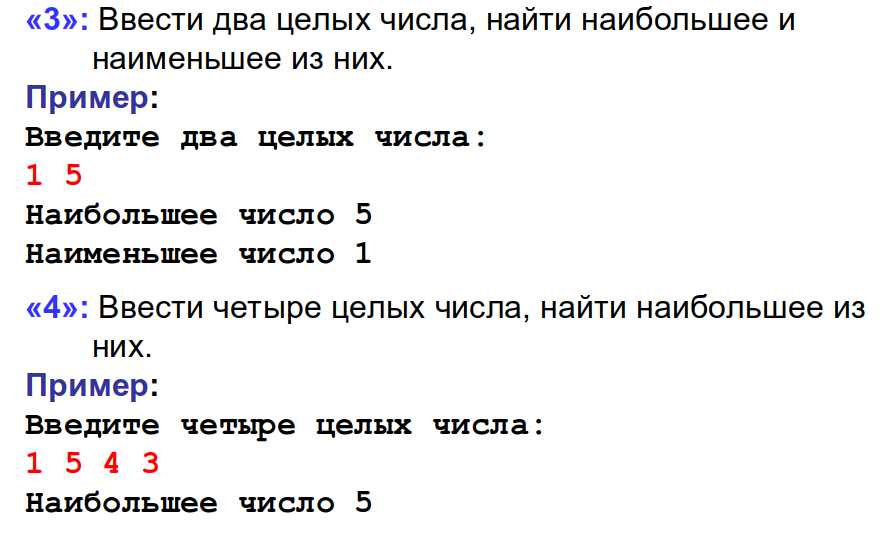 «3»: Ввести два целых числа, найти наибольшее и
наименьшее из них.
Пример:
Введите два целых числа:
1 5
Наибольшее число 5
Наименьшее число 1
«4»: Ввести четыре целых числа, найти наибольшее из
них.
Пример:
Введите четыре целых числа:
1 5 4 3
Наибольшее число 5